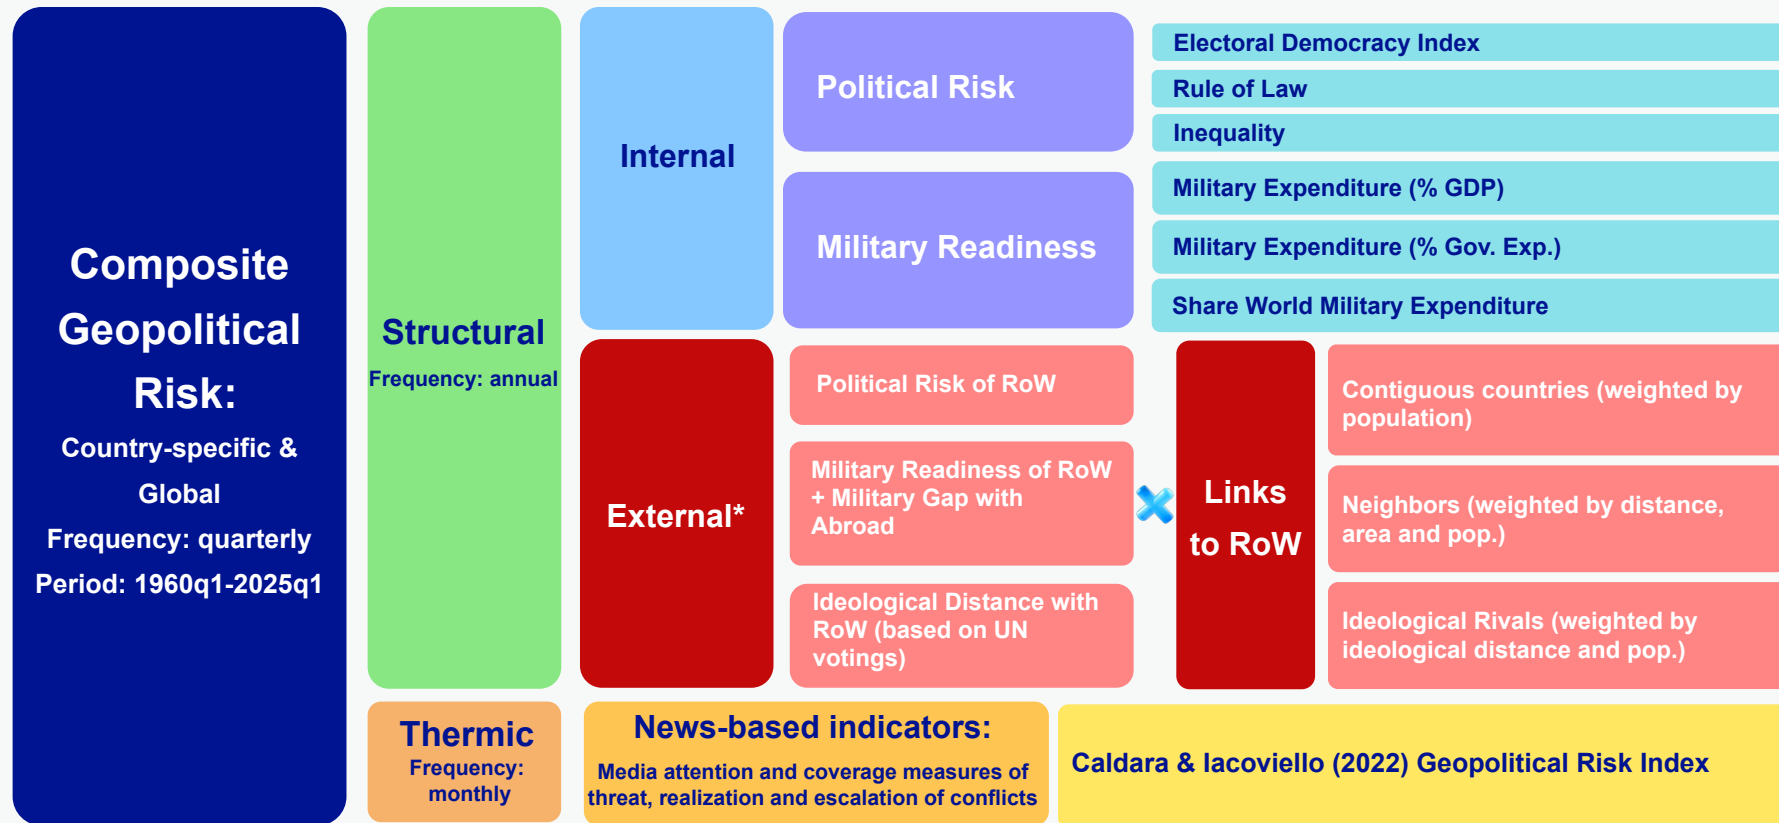 Composite
Geopolitical
Risk:
Country-specific &
Global
Frequency: quarterly
Period: 1960q1-2025q1
Structural
Frequency: annual
Internal
Political Risk
Electoral Democracy Index
Rule of Law
Inequality
Military Readiness
Military Expenditure (% GDP)
Military Expenditure (% Gov. Exp.)
Share World Military Expenditure
External*
Political Risk of RoW
Military Readiness of RoW
+ Military Gap with
Abroad
Ideological Distance with
RoW (based on UN
votings)
Links
to RoW
Contiguous countries (weighted by
population)
Neighbors (weighted by distance,
area and pop.)
Ideological Rivals (weighted by
ideological distance and pop.)
Thermic
Frequency:
monthly
News-based indicators:
Media attention and coverage measures of
threat, realization and escalation of conflicts
Caldara & Iacoviello (2022) Geopolitical Risk Index